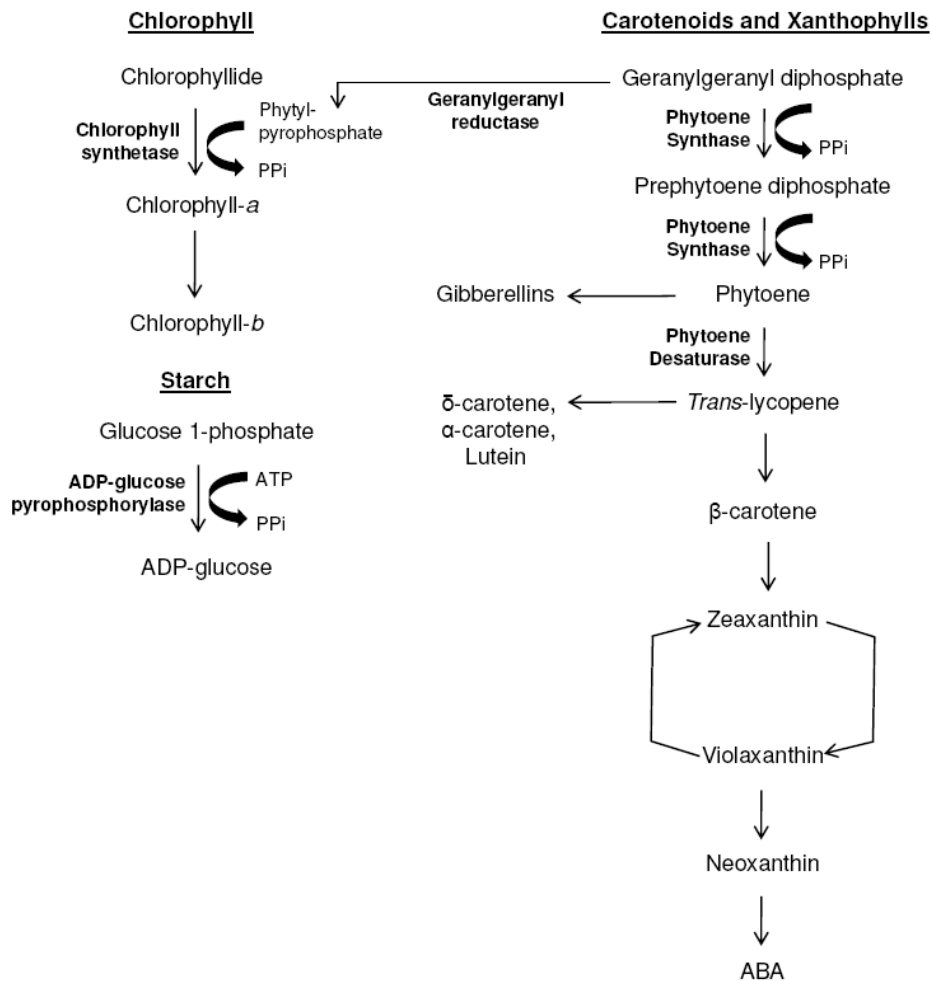 Chlorophyll
Chlorophyllide
Chlorophyll
synthetase
Phytyl-
pyrophosphate
PPi
Chlorophyll-a
Chlorophyll-b
Starch
Glucose 1-phosphate
ADP-glucose
pyrophosphorylase
ATP
PPi
ADP-glucose
Carotenoids and Xanthophylls
Geranylgeranyl diphosphate
Geranylgeranyl
reductase
Phytoene
Synthase
PPi
Prephytoene diphosphate
Phytoene
Synthase
PPi
Gibberellins
Phytoene
Phytoene
Desaturase
δ-carotene,
α-carotene,
Lutein
Trans-lycopene
β-carotene
Zeaxanthin
Violaxanthin
Neoxanthin
ABA